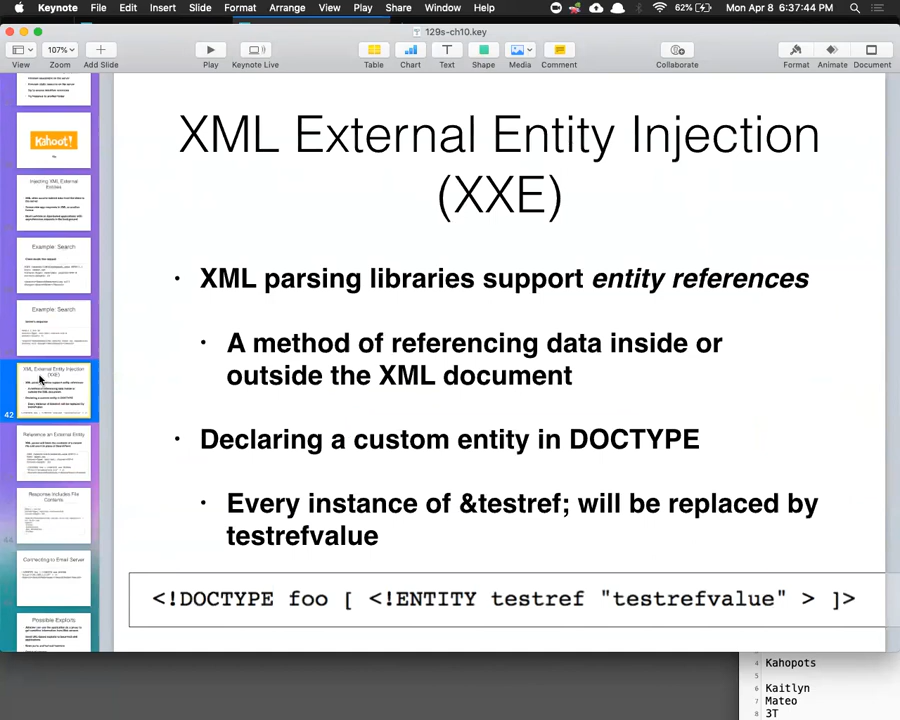 Keynote File Edit Insert Slide Format Arrange View Play Share Window Help 62% Mon Apr 8 6:37:44 PM
129s-ch10.key
107%
View Zoom Add Slide Play Keynote Live Table Chart Text Shape Media Comment Collaborate Format Animate Document
Kahoot!
Injecting XML External
Entities
Example: Search
Example: Search
XML External Entity Injection
(XXE)
42
Reference an External Entity
Response Includes File
Contents
44
Connecting to Email Server
Possible Exploits
XML External Entity Injection
(XXE)
• XML parsing libraries support entity references
• A method of referencing data inside or
outside the XML document
• Declaring a custom entity in DOCTYPE
• Every instance of &testref; will be replaced by
testrefvalue
<!DOCTYPE foo [ <!ENTITY testref "testrefvalue" > ]>
4 Kahopots
5
6 Kaitlyn
7 Mateo
8 3T